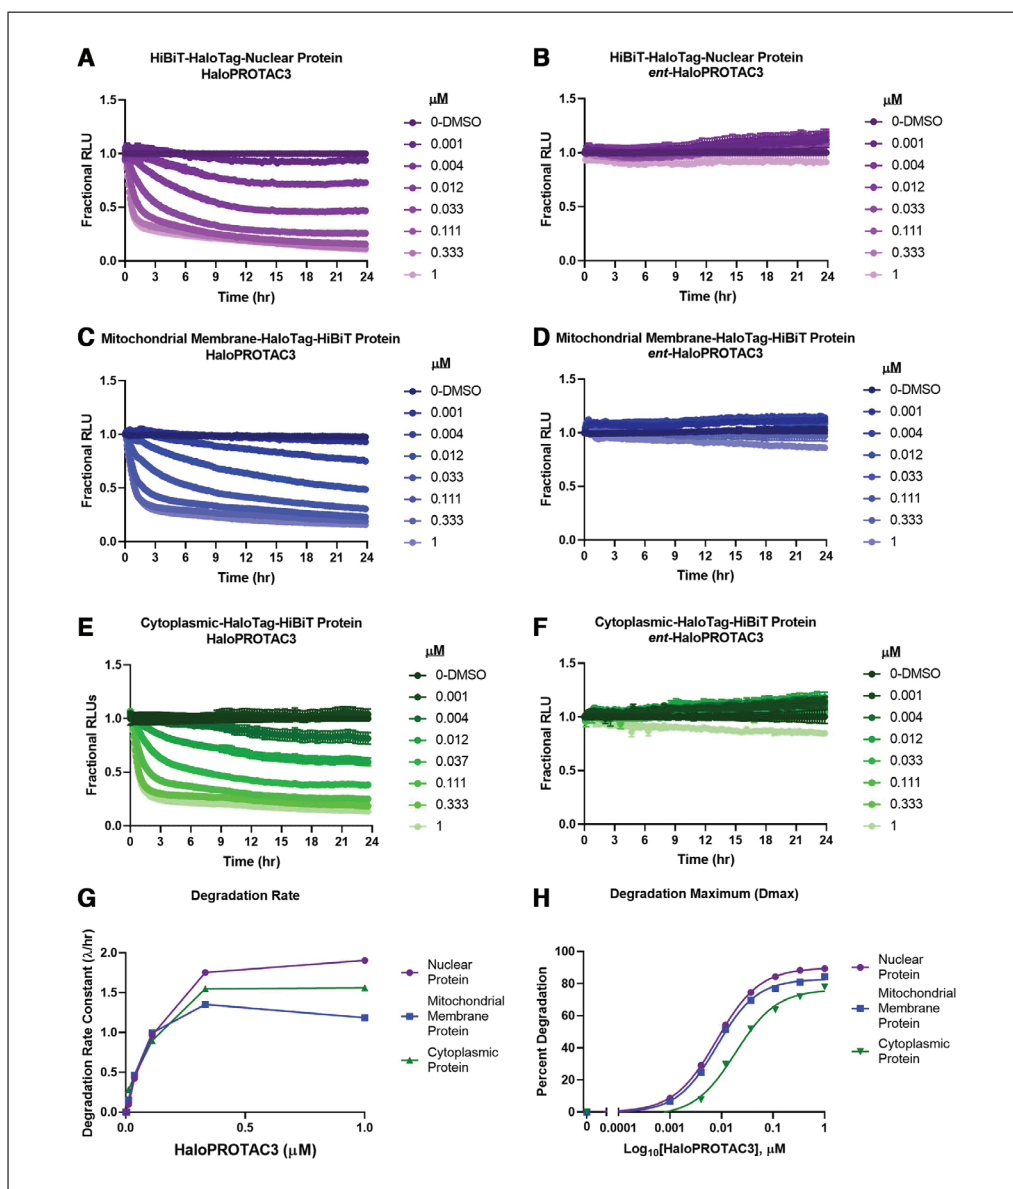 A
HiBiT-HaloTag-Nuclear Protein
HaloPROTAC3
Fractional RLU
1.5
1.0
0.5
0.0
0 3 6 9 12 15 18 21 24
Time (hr)
μM
0-DMSO
0.001
0.004
0.012
0.033
0.111
0.333
1
B
HiBiT-HaloTag-Nuclear Protein
ent-HaloPROTAC3
Fractional RLU
1.5
1.0
0.5
0.0
0 3 6 9 12 15 18 21 24
Time (hr)
μM
0-DMSO
0.001
0.004
0.012
0.033
0.111
0.333
1
C
Mitochondrial Membrane-HaloTag-HiBiT Protein
HaloPROTAC3
Fractional RLU
1.5
1.0
0.5
0.0
0 3 6 9 12 15 18 21 24
Time (hr)
μM
0-DMSO
0.001
0.004
0.012
0.033
0.111
0.333
1
D
Mitochondrial Membrane-HaloTag-HiBiT Protein
ent-HaloPROTAC3
Fractional RLU
1.5
1.0
0.5
0.0
0 3 6 9 12 15 18 21 24
Time (hr)
μM
0-DMSO
0.001
0.004
0.012
0.033
0.111
0.333
1
E
Cytoplasmic-HaloTag-HiBiT Protein
HaloPROTAC3
Fractional RLUs
1.5
1.0
0.5
0.0
0 3 6 9 12 15 18 21 24
Time (hr)
μM
0-DMSO
0.001
0.004
0.012
0.037
0.111
0.333
1
F
Cytoplasmic-HaloTag-HiBiT Protein
ent-HaloPROTAC3
Fractional RLU
1.5
1.0
0.5
0.0
0 3 6 9 12 15 18 21 24
Time (hr)
μM
0-DMSO
0.001
0.004
0.012
0.033
0.111
0.333
1
G
Degradation Rate
Degradation Rate Constant (λ/hr)
2.0
1.5
1.0
0.5
0.0
0.0 0.5 1.0
HaloPROTAC3 (μM)
Nuclear
Protein
Mitochondrial
Membrane
Protein
Cytoplasmic
Protein
H
Degradation Maximum (Dmax)
Percent Degradation
100
80
60
40
20
0
0 0.0001 0.001 0.01 0.1 1
Log10[HaloPROTAC3], μM
Nuclear
Protein
Mitochondrial
Membrane
Protein
Cytoplasmic
Protein